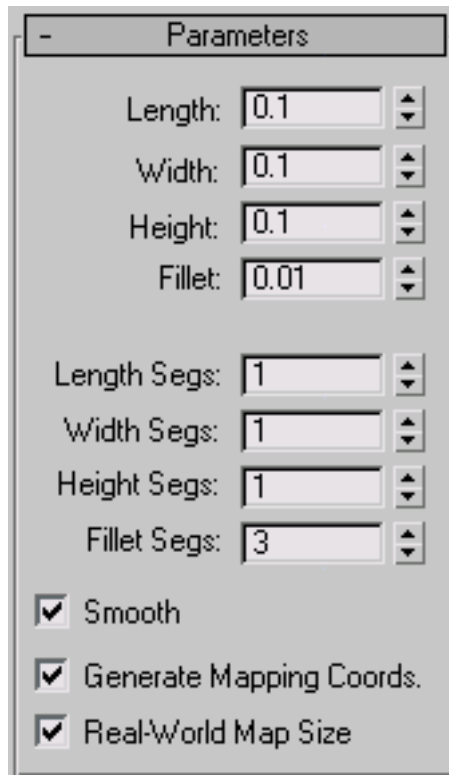 - Parameters
Length: 0.1
Width: 0.1
Height: 0.1
Fillet: 0.01
Length Segs: 1
Width Segs: 1
Height Segs: 1
Fillet Segs: 3
Smooth
Generate Mapping Coords.
Real-World Map Size